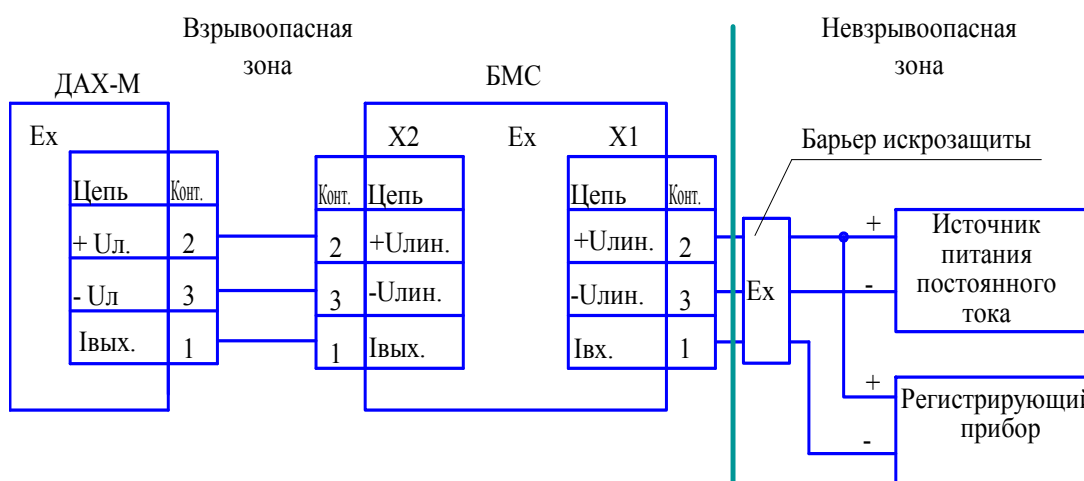 Взрывоопасная
зона
Невзрывоопасная
зона
ДАХ-М
БМС
Ex
X2
Ex
X1
Барьер искрозащиты
Цепь Конт.
+ Uл. 2
- Uл 3
Iвых. 1
Конт. Цепь
2 +Uлин.
3 -Uлин.
1 Iвых.
Цепь Конт.
+Uлин. 2
-Uлин. 3
Iвх. 1
Ex
+
-
Источник
питания
постоянного
тока
+
-
Регистрирующий
прибор